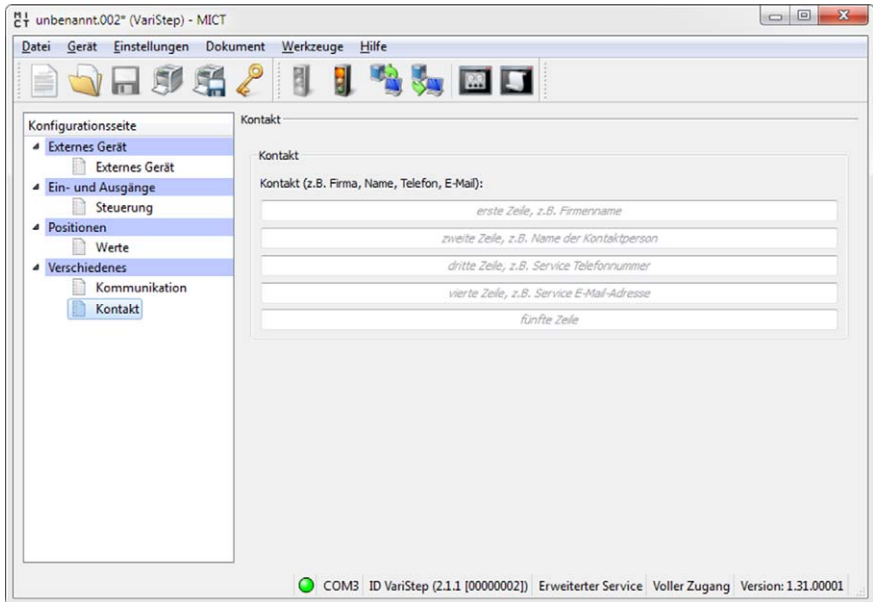 unbenannt.002* (VariStep) - MICT
Datei Gerät Einstellungen Dokument Werkzeuge Hilfe
Konfigurationsseite
Externes Gerät
Externes Gerät
Ein- und Ausgänge
Steuerung
Positionen
Werte
Verschiedenes
Kommunikation
Kontakt
Kontakt
Kontakt
Kontakt (z.B. Firma, Name, Telefon, E-Mail):
erste Zeile, z.B. Firmenname
zweite Zeile, z.B. Name der Kontaktperson
dritte Zeile, z.B. Service Telefonnummer
vierte Zeile, z.B. Service E-Mail-Adresse
fünfte Zeile
COM3 ID VariStep (2.1.1 [00000002]) Erweiterter Service Voller Zugang Version: 1.31.00001